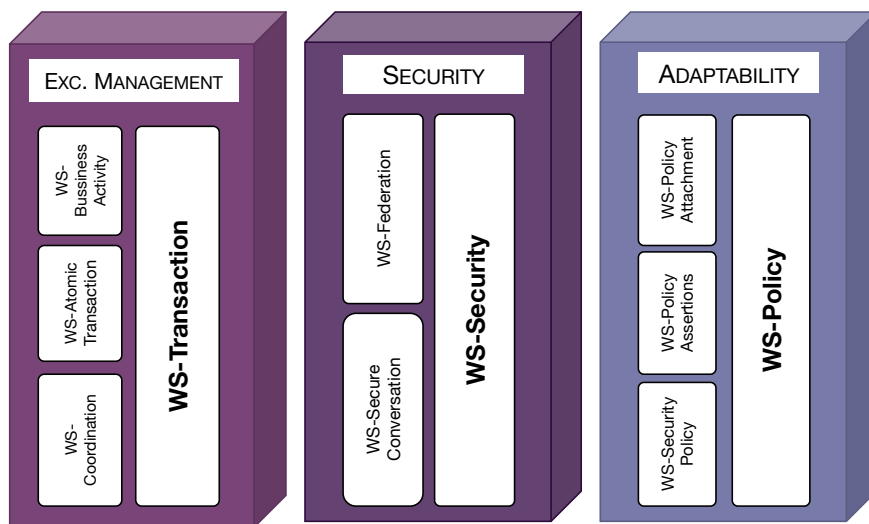 EXC. MANAGEMENT
WS-
Bussiness
Activity
WS-Atomic
Transaction
WS-
Coordination
WS-Transaction
SECURITY
WS-Federation
WS-Secure
Conversation
WS-Security
ADAPTABILITY
WS-Policy
Attachment
WS-Policy
Assertions
WS-Security
Policy
WS-Policy